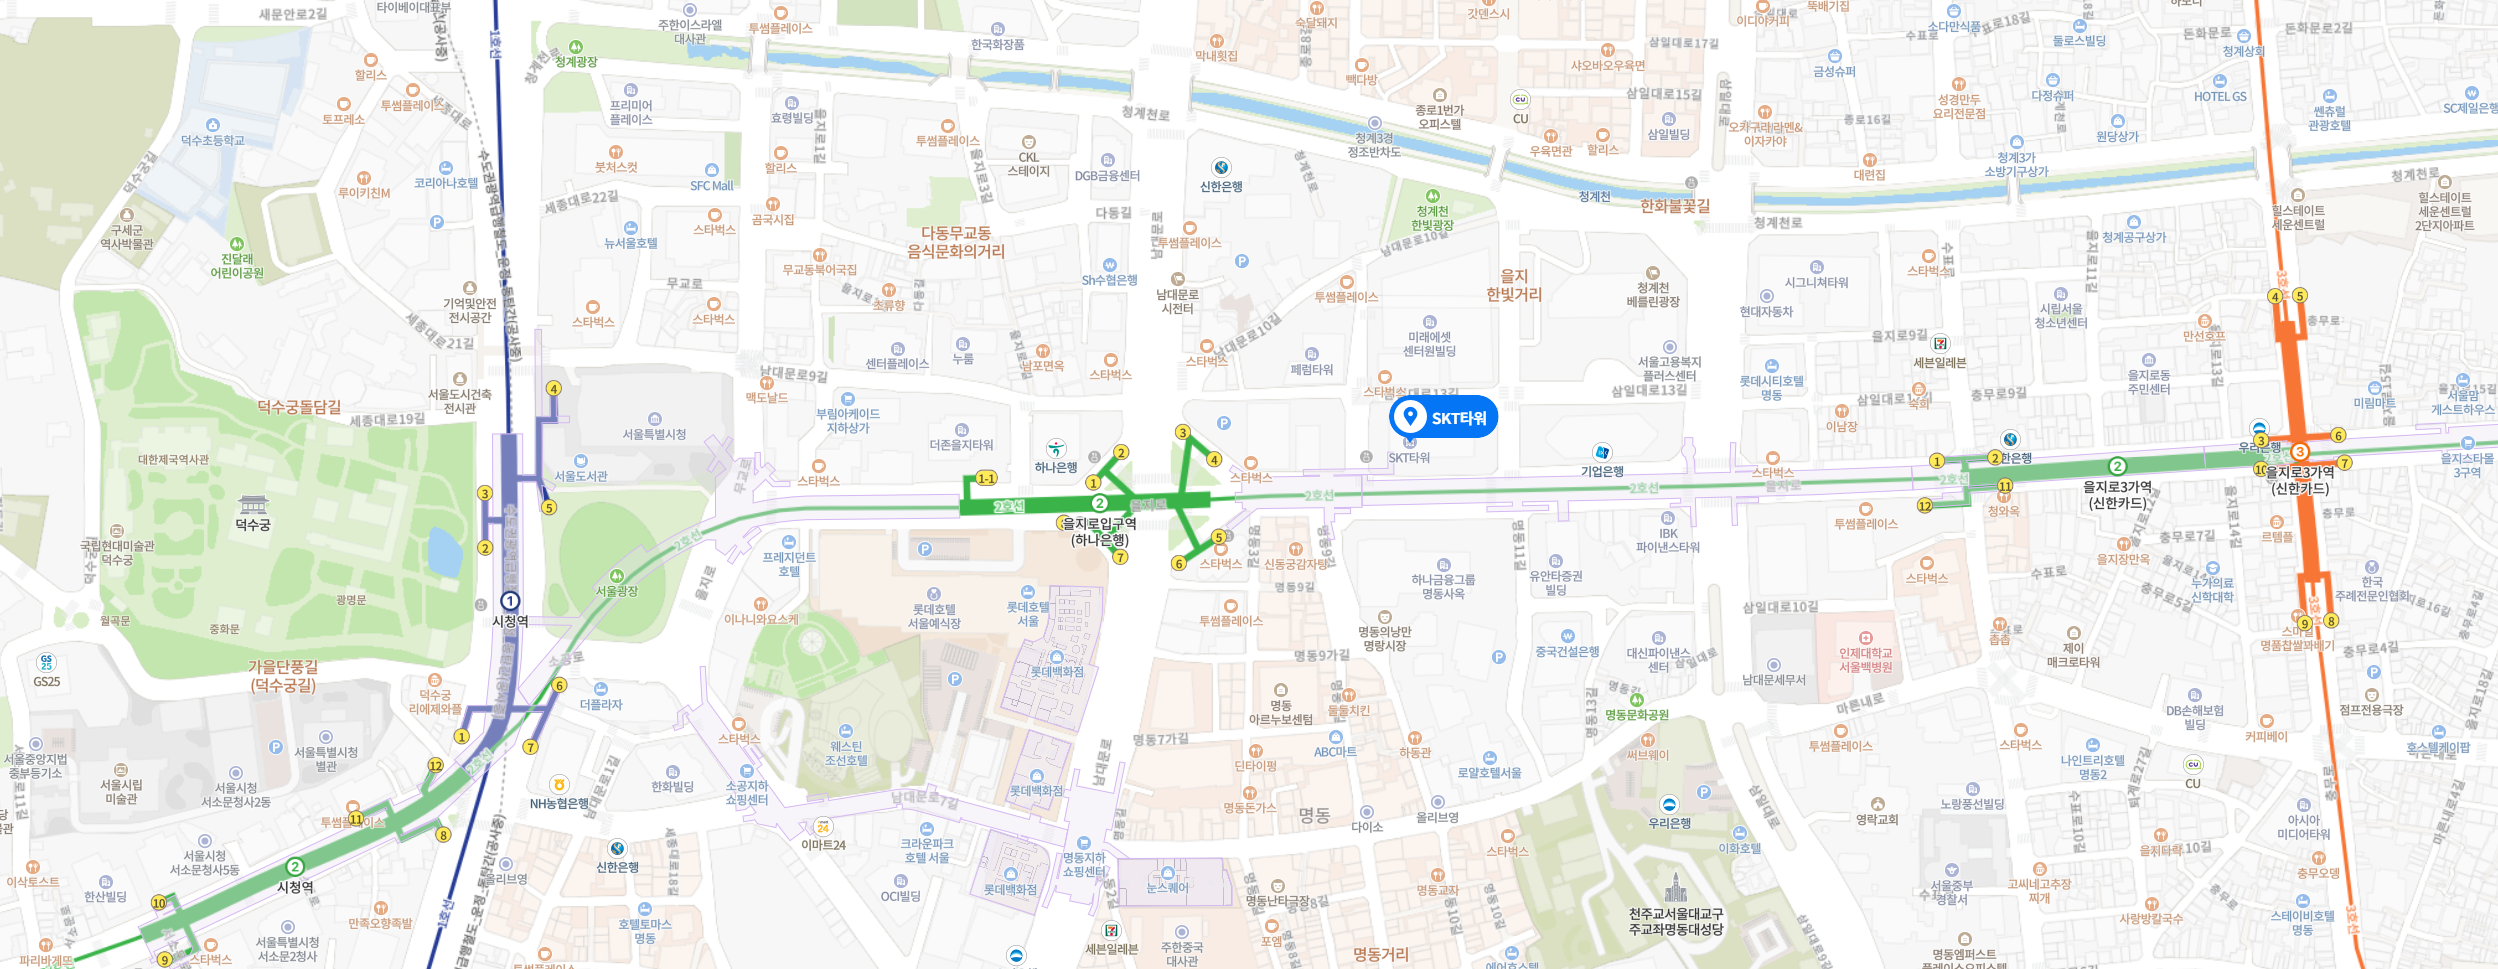 새문안로2길
타이베이대표부
주한이스라엘
대사관
투썸플레이스
한국화장품
숙달돼지
갓덴스시
이디야커피
뚝배기집
소다만식품
수표로18길
돈화문로2길
둘로스빌딩
청계상회
청계광장
할리스
투썸플레이스
토프레소
세종대로
프리미어
플레이스
효령빌딩
막내횟집
빽다방
샤오바오우육면
삼일대로17길
삼일대로15길
금성슈퍼
성경만두
요리전문점
다정슈퍼
HOTEL GS
쎈츄럴
관광호텔
SC제일은행
덕수초등학교
붓처스컷
할리스
투썸플레이스
CKL
스테이지
DGB금융센터
청계천로
종로1번가
오피스텔
CU
청계3경
정조반차도
우육면관
할리스
삼일빌딩
오카구라 라멘&
이자카야
종로16길
원당상가
청계3가
소방기구상가
대련집
청계천로
코리아나호텔
루이키친M
SFC Mall
신한은행
청계천
한화불꽃길
청계천로
힐스테이트
세운센트럴
힐스테이트
세운센트럴
2단지아파트
구세군
역사박물관
세종대로22길
곰국시집
스타벅스
뉴서울호텔
다동길
다동무교동
음식문화의거리
투썸플레이스
청계천
한빛광장
남대문로10길
청계공구상가
진달래
어린이공원
무교동북어국집
Sh수협은행
을지
한빛거리
청계천
베를린광장
시그니쳐타워
스타벅스
기억및안전
전시공간
무교로
초류향
남대문로
시전터
투썸플레이스
현대자동차
시립서울
청소년센터
스타벅스
스타벅스
세종대로21길
센터플레이스
누룸
남포면옥
스타벅스
스타벅스
남대문로10길
페럼타워
미래에셋
센터원빌딩
서울고용복지
플러스센터
을지로9길
세븐일레븐
만선호프
충무로
서울도시건축
전시관
남대문로9길
맥도날드
스타벅스
삼일대로13길
롯데시티호텔
명동
숙희
충무로9길
을지로동
주민센터
미림마트
서울맘
게스트하우스
덕수궁돌담길
세종대로19길
서울특별시청
부림아케이드
지하상가
더존을지타워
SKT타워
SKT타워
이남장
대한제국역사관
서울도서관
스타벅스
하나은행
스타벅스
기업은행
스타벅스
우리은행
을지스타몰
3구역
덕수궁
2호선
2호선
2호선
2호선
을지로
을지로입구역
(하나은행)
을지로3가역
(신한카드)
을지로3가역
(신한카드)
국립현대미술관
덕수궁
프레지던트
호텔
스타벅스
신동궁감자탕
IBK
파이낸스타워
투썸플레이스
청와옥
을지장만옥
충무로7길
르템플
광명문
서울광장
롯데호텔
서울예식장
롯데호텔
서울
명동9길
하나금융그룹
명동사옥
유안타증권
빌딩
스타벅스
누가의료
신학대학
한국
주례전문인협회
월곡문
중화문
시청역
이나니와요스케
투썸플레이스
명동의낭만
명량시장
중국건설은행
대신파이낸스
센터
삼일대로10길
인제대학교
서울백병원
촙촙
제이
매크로타워
명품찹쌀꽈배기
충무로4길
GS25
가을단풍길
(덕수궁길)
소공로
롯데백화점
명동9가길
남대문세무서
덕수궁
리에제와플
더플라자
명동
아르누보센텀
둘둘치킨
명동문화공원
마른내로
DB손해보험
빌딩
점프전용극장
서울중앙지법
중부등기소
서울특별시청
별관
스타벅스
웨스틴
조선호텔
명동7가길
ABC마트
하동관
써브웨이
투썸플레이스
스타벅스
커피베이
호스텔케이팝
서울시립
미술관
서울시청
서소문청사2동
한화빌딩
소공지하
쇼핑센터
롯데백화점
딘타이펑
로얄호텔서울
나인트리호텔
명동2
CU
NH농협은행
남대문로7길
명동돈가스
명동
다이소
올리브영
우리은행
노랑풍선빌딩
아시아
미디어타워
투썸플레이스
영락교회
서울시청
서소문청사5동
신한은행
이마트24
크라운파크
호텔 서울
명동지하
쇼핑센터
스타벅스
이화호텔
을지다락
이삭토스트
한산빌딩
시청역
올리브영
OCI빌딩
롯데백화점
눈스퀘어
명동난타극장
명동교자
천주교서울대교구
주교좌명동대성당
서울중부
경찰서
고씨네고추장
찌개
충무오뎅
만족오향족발
호텔토마스
명동
사랑방칼국수
스테이비호텔
명동
파리바게뜨
스타벅스
서울특별시청
서소문2청사
세븐일레븐
주한중국
대사관
포엠
명동거리
명동엠퍼스트
플레이스오피스텔
투썸플레이스